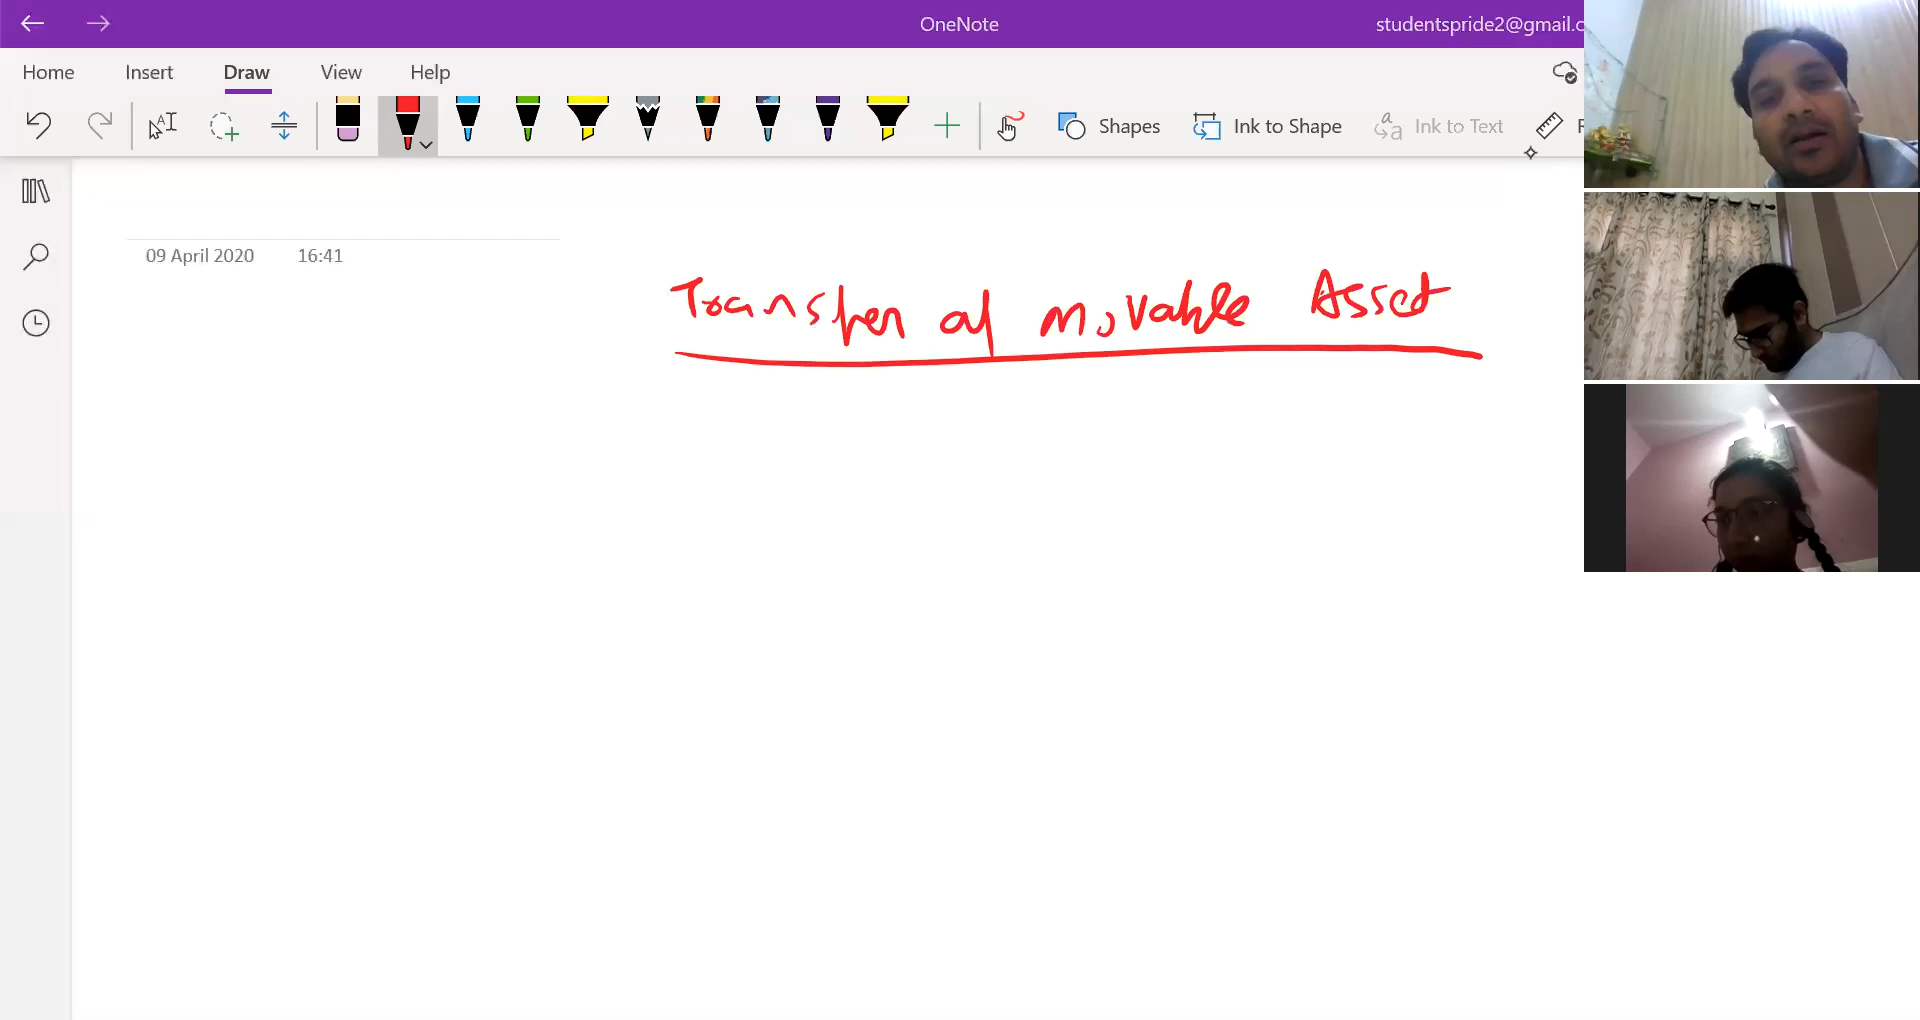 OneNote
studentspride2@gmail.c
Home Insert Draw View Help
Shapes Ink to Shape Ink to Text
09 April 2020 16:41
Transfer of movable Asset